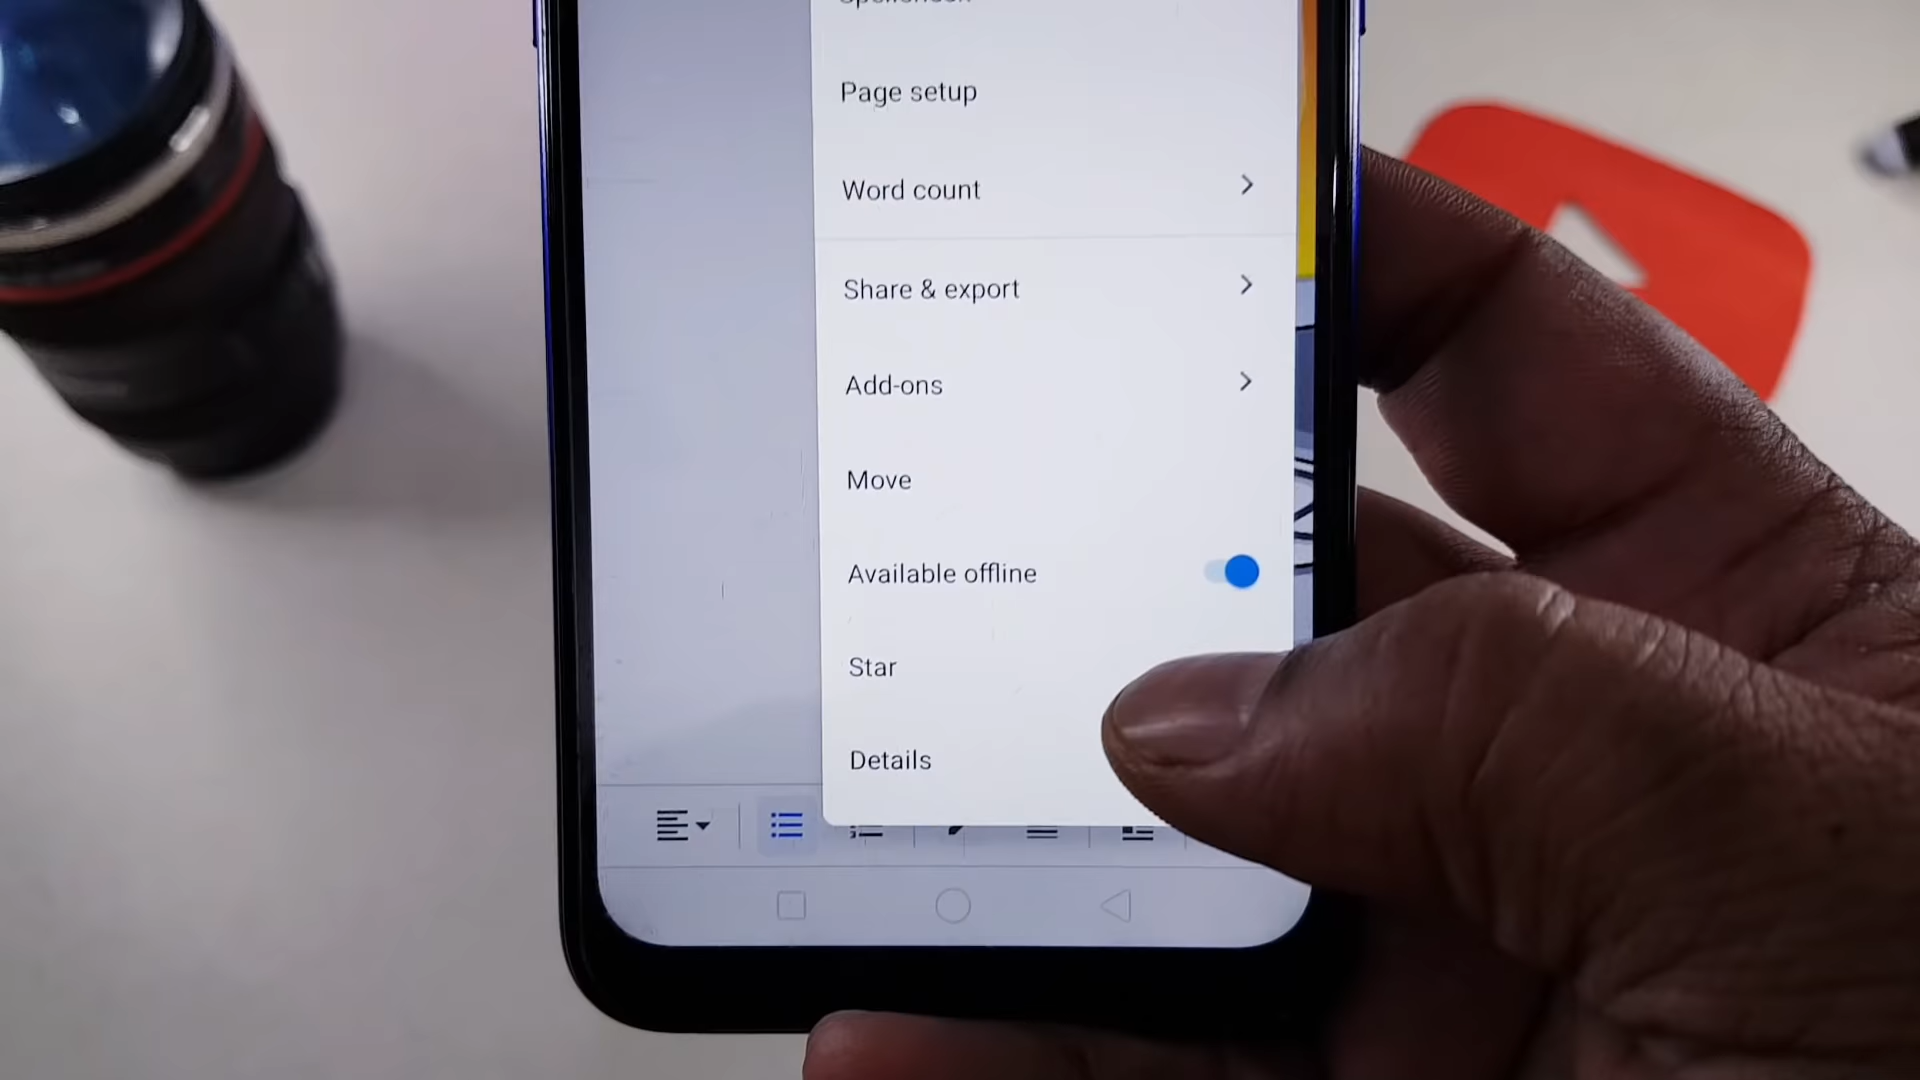 Page setup
Word count
Share & export
Add-ons
Move
Available offline
Star
Details